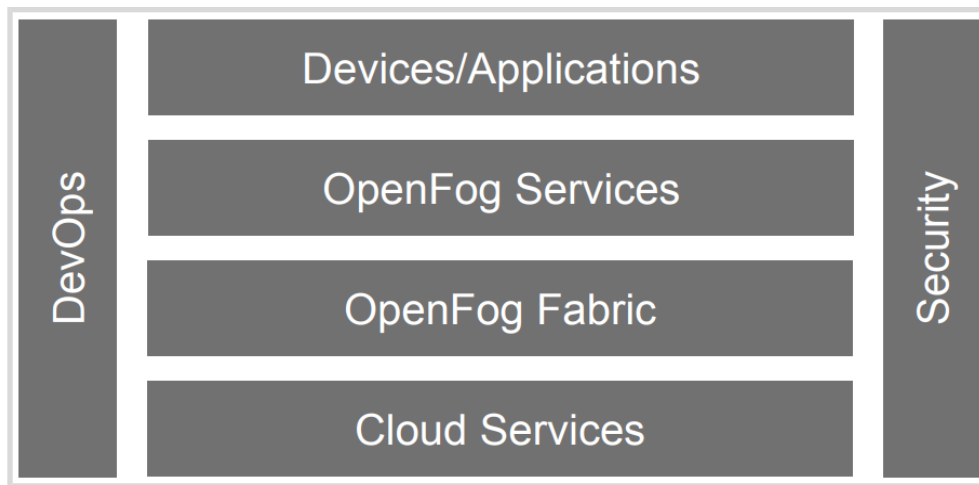 DevOps
Devices/Applications
OpenFog Services
OpenFog Fabric
Cloud Services
Security